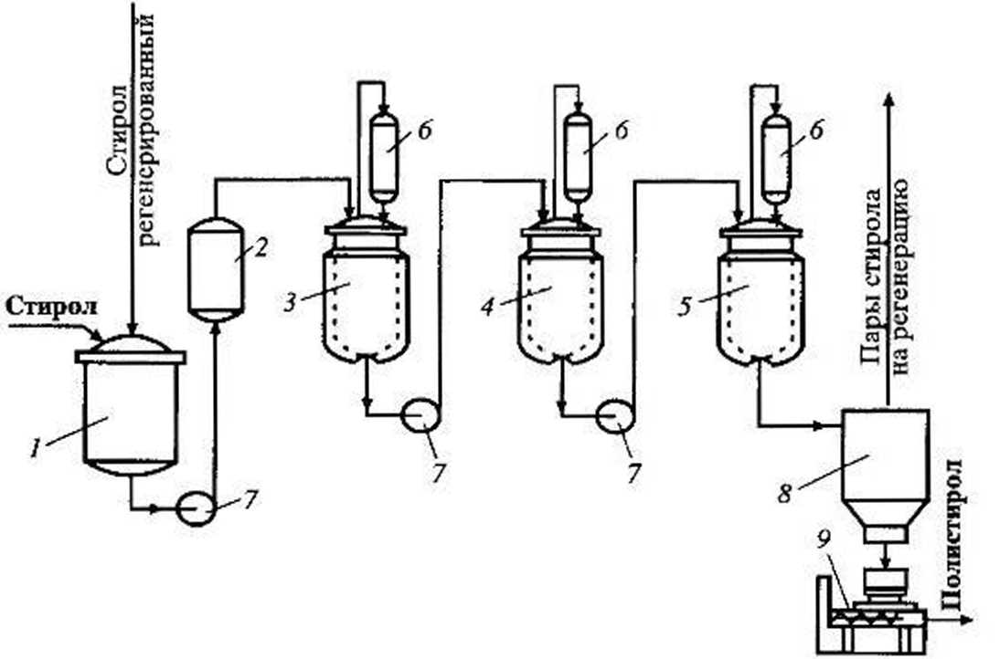 Стирол
регенерированный
Стирол
1
2
7
3
6
7
4
6
7
5
6
Пары стирола
на регенерацию
8
9
Полистирол